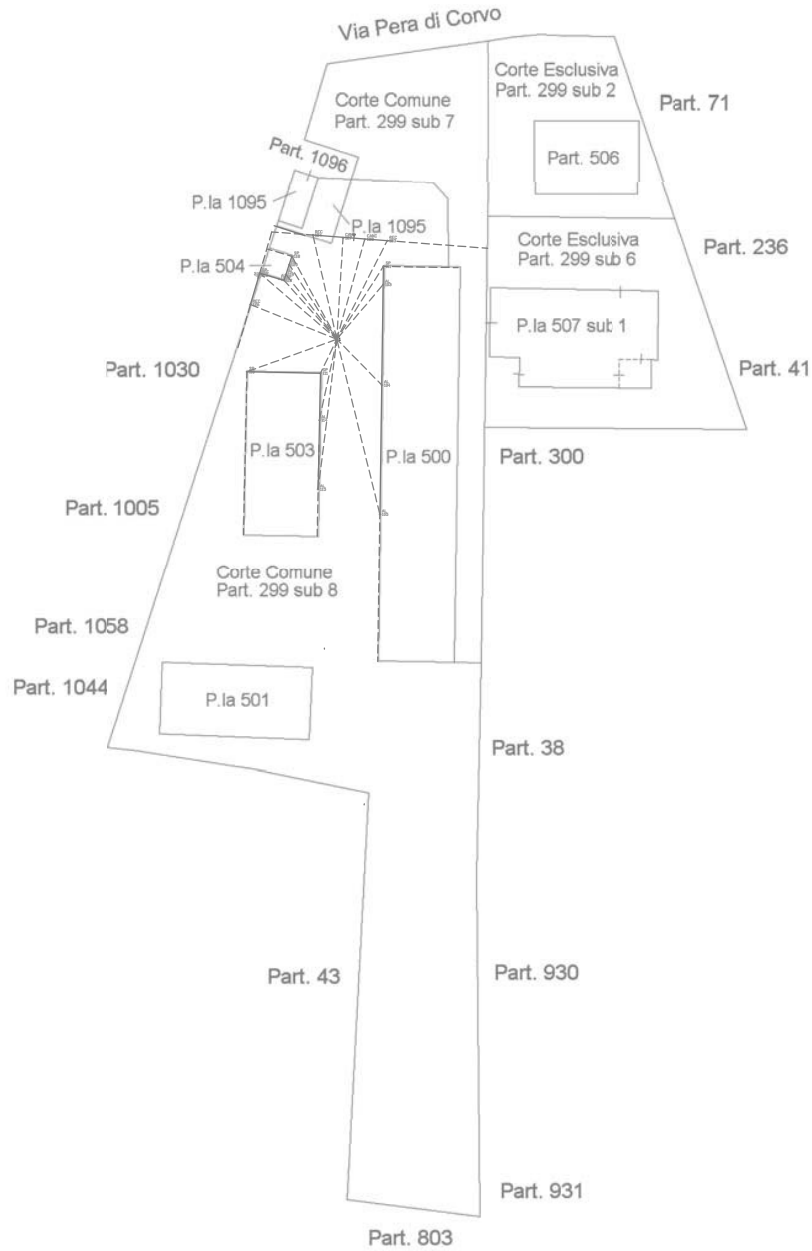 Via Pera di Corvo
Corte Esclusiva
Part. 299 sub 2
Corte Comune
Part. 299 sub 7
Part. 71
Part. 506
Part. 1096
P.la 1095
P.la 1095
Corte Esclusiva
Part. 299 sub 6
Part. 236
P.la 504
P.la 507 sub 1
Part. 1030
Part. 41
P.la 503
P.la 500
Part. 300
Part. 1005
Corte Comune
Part. 299 sub 8
Part. 1058
Part. 1044
P.la 501
Part. 38
Part. 43
Part. 930
Part. 931
Part. 803